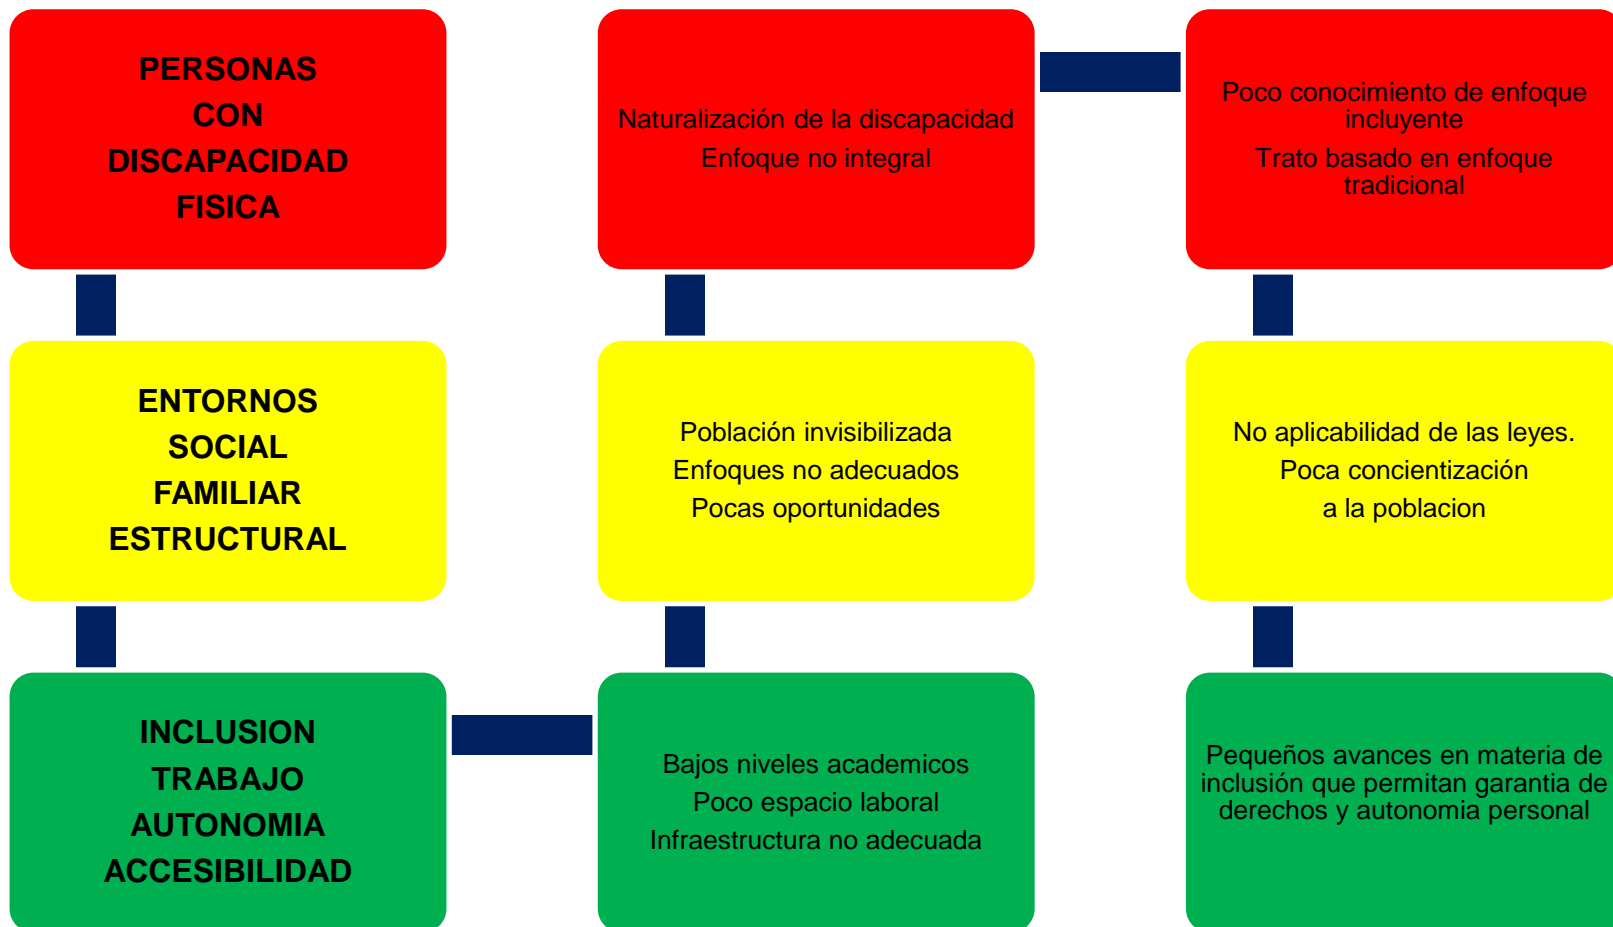 PERSONAS
CON
DISCAPACIDAD
FISICA
ENTORNOS
SOCIAL
FAMILIAR
ESTRUCTURAL
INCLUSION
TRABAJO
AUTONOMIA
ACCESIBILIDAD
Bajos niveles academicos
Poco espacio laboral
Infraestructura no adecuada
Población invisibilizada
Enfoques no adecuados
Pocas oportunidades
Naturalización de la discapacidad
Enfoque no integral
Poco conocimiento de enfoque
incluyente
Trato basado en enfoque
tradicional
No aplicabilidad de las leyes.
Poca concientización
a la poblacion
Pequeños avances en materia de
inclusión que permitan garantia de
derechos y autonomia personal